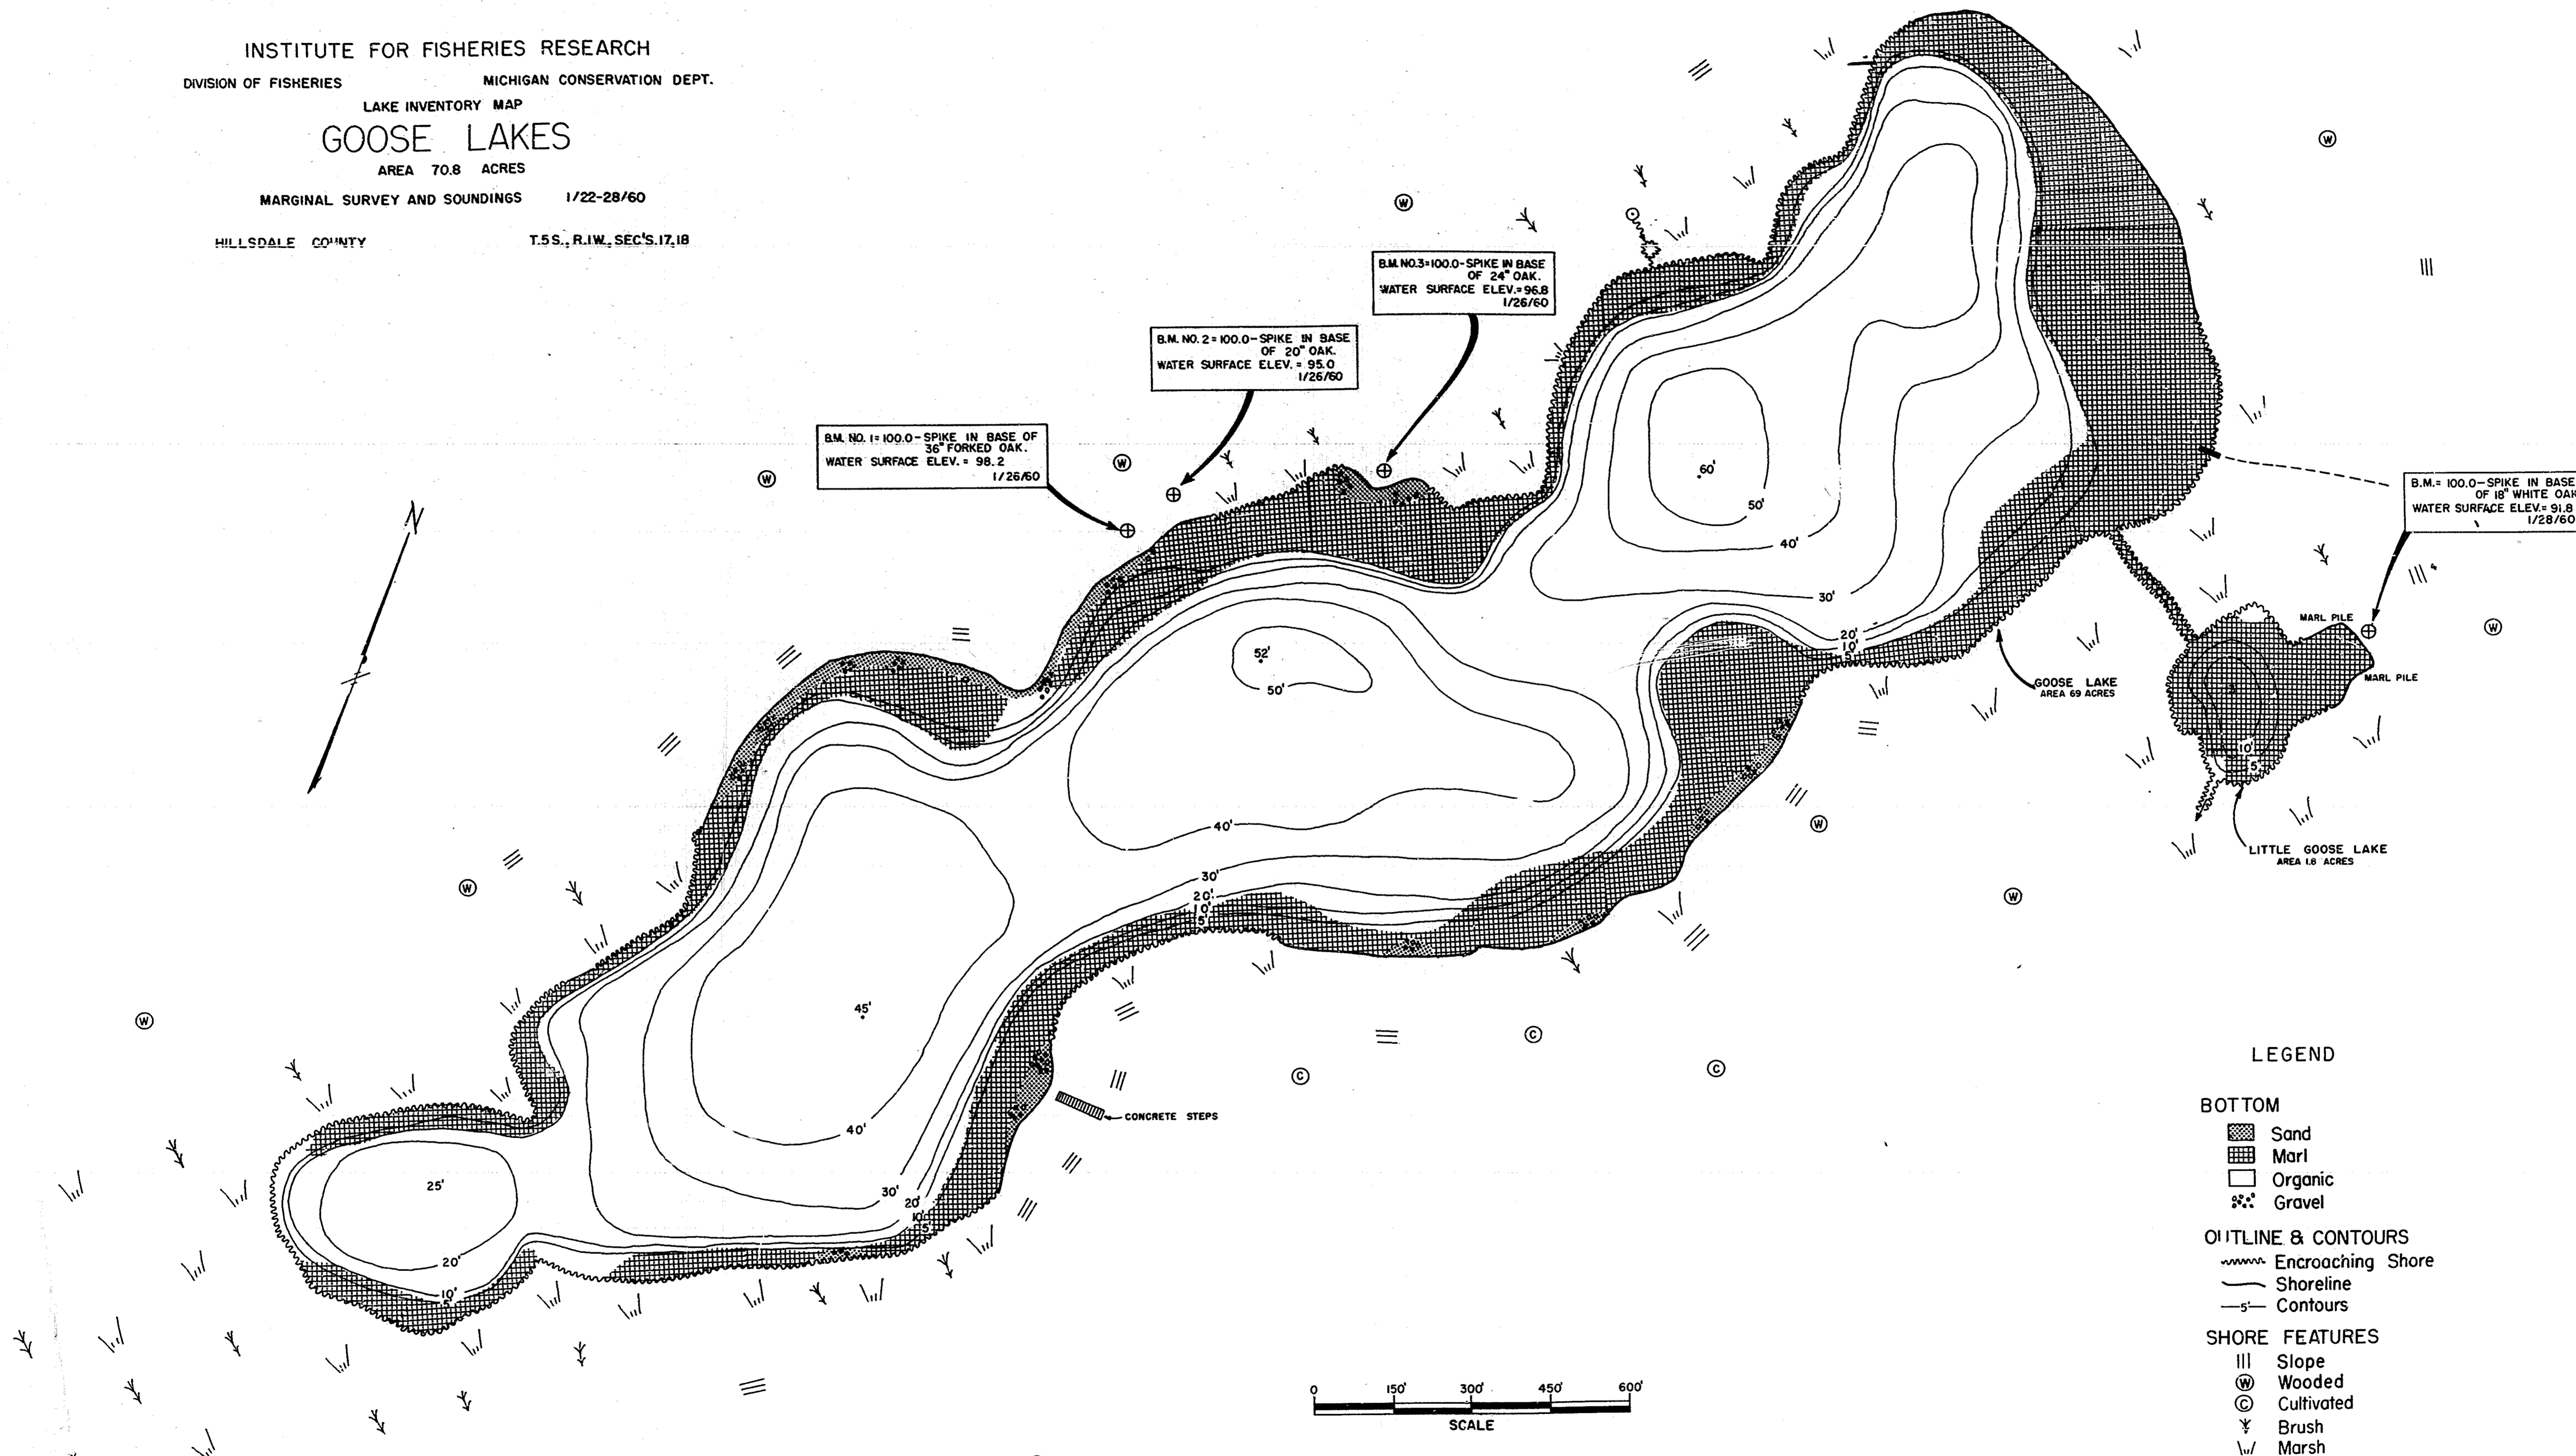 INSTITUTE FOR FISHERIES RESEARCH
DIVISION OF FISHERIES MICHIGAN CONSERVATION DEPT.
LAKE INVENTORY MAP
GOOSE LAKES
AREA 70.8 ACRES
MARGINAL SURVEY AND SOUNDINGS 1/22-28/60
HILLSDALE COUNTY T.5 S., R.1W., SEC'S.17,18
B.M. NO.3=100.0-SPIKE IN BASE
OF 24" OAK.
WATER SURFACE ELEV.=96.8
1/26/60
B.M. NO. 2=100.0-SPIKE IN BASE
OF 20" OAK.
WATER SURFACE ELEV. = 95.0
1/26/60
B.M. NO. 1=100.0-SPIKE IN BASE OF
36" FORKED OAK.
WATER SURFACE ELEV. = 98.2
1/26/60
B.M.= 100.0-SPIKE IN BASE
OF 18" WHITE OAK
WATER SURFACE ELEV.= 91.8
1/28/60
N
W
W
W
W
W
W
W
W
W
W
C
C
C
60'
50'
40'
30'
20'
10'
5'
52'
50'
40'
30'
20'
10'
5'
45'
40'
30'
20'
10'
5'
25'
20'
10'
5'
MARL PILE
MARL PILE
10'
5'
GOOSE LAKE
AREA 69 ACRES
LITTLE GOOSE LAKE
AREA 1.8 ACRES
CONCRETE STEPS
0 150' 300' 450' 600'
SCALE
LEGEND
BOTTOM
Sand
Marl
Organic
Gravel
OUTLINE & CONTOURS
Encroaching Shore
Shoreline
5' Contours
SHORE FEATURES
Slope
W Wooded
C Cultivated
Brush
Marsh